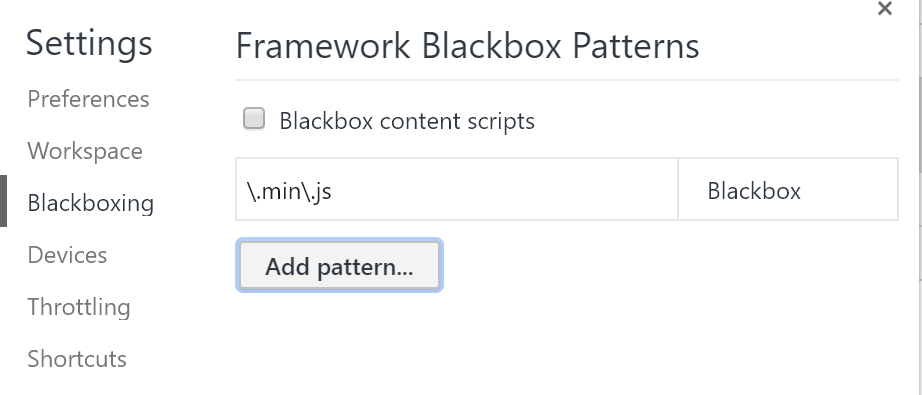 Settings
Preferences
Workspace
Blackboxing
Devices
Throttling
Shortcuts
Framework Blackbox Patterns
Blackbox content scripts
\.min\.js Blackbox
Add pattern...